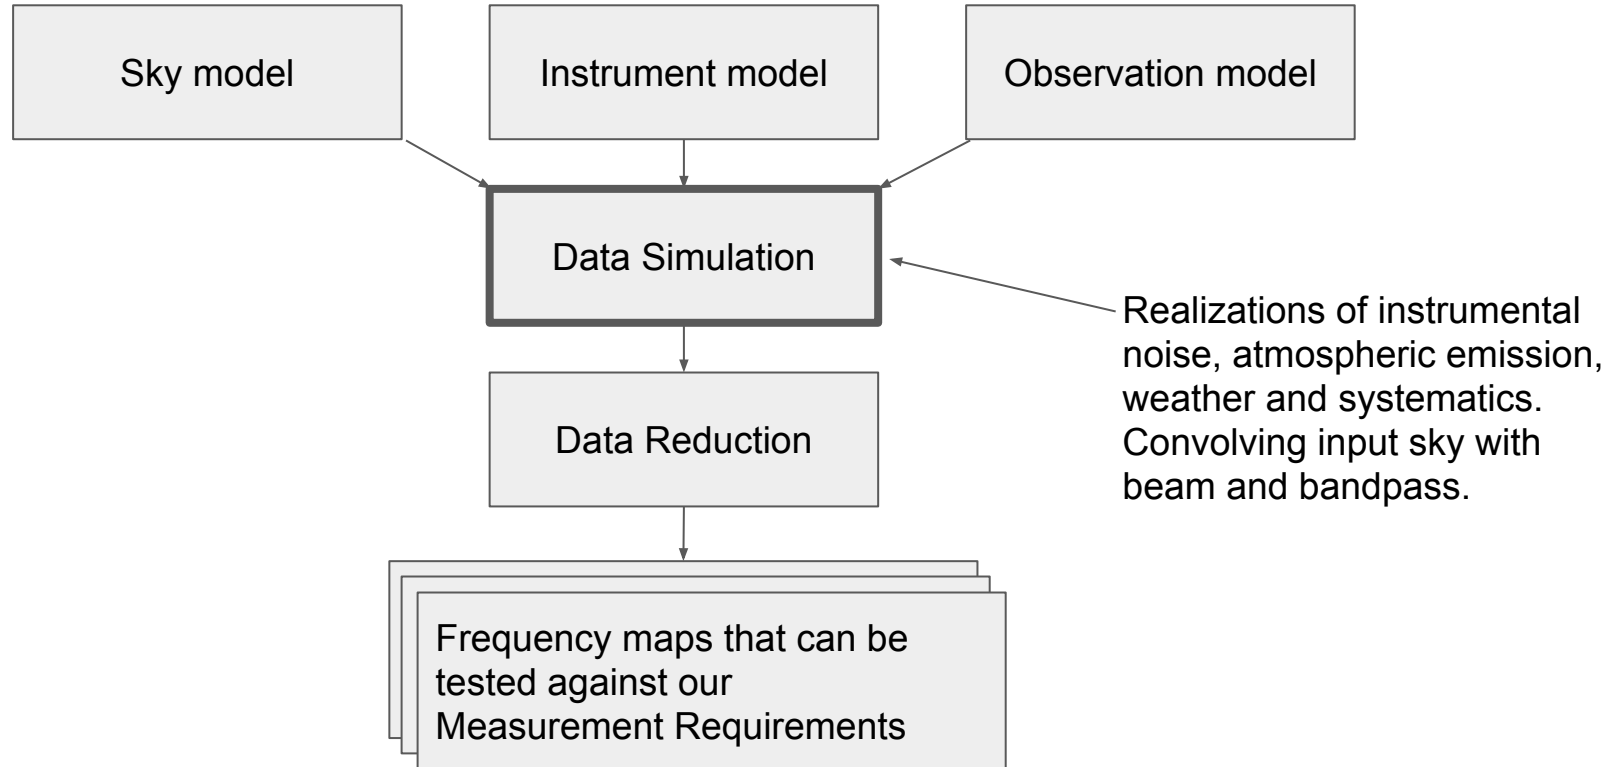 Sky model
Instrument model
Observation model
Data Simulation
Realizations of instrumental
noise, atmospheric emission,
weather and systematics.
Convolving input sky with
beam and bandpass.
Data Reduction
Frequency maps that can be
tested against our
Measurement Requirements